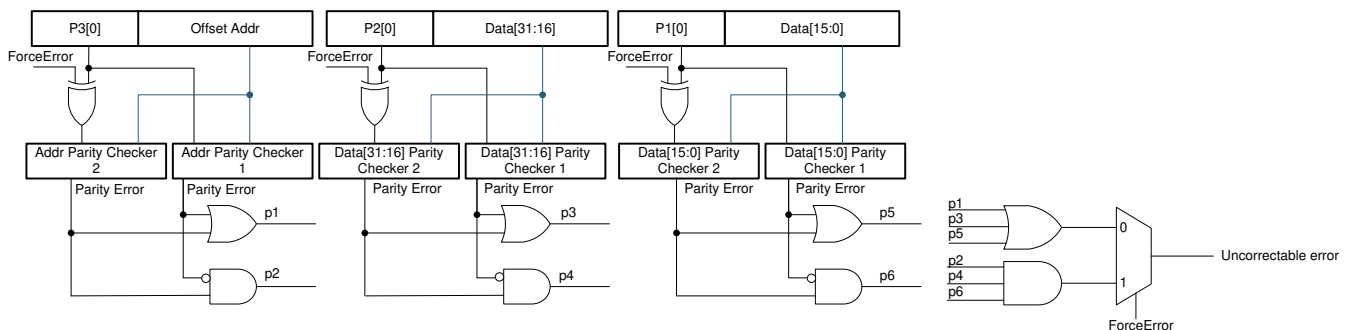 P3[0] Offset Addr P2[0] Data[31:16] P1[0] Data[15:0]
ForceError ForceError ForceError
Addr Parity Checker
2
Addr Parity Checker
1
Data[31:16] Parity
Checker 2
Data[31:16] Parity
Checker 1
Data[15:0] Parity
Checker 2
Data[15:0] Parity
Checker 1
Parity Error Parity Error Parity Error Parity Error Parity Error Parity Error
p1 p3 p5
p2 p4 p6
p1
p3
p5
p2
p4
p6
0
1
Uncorrectable error
ForceError